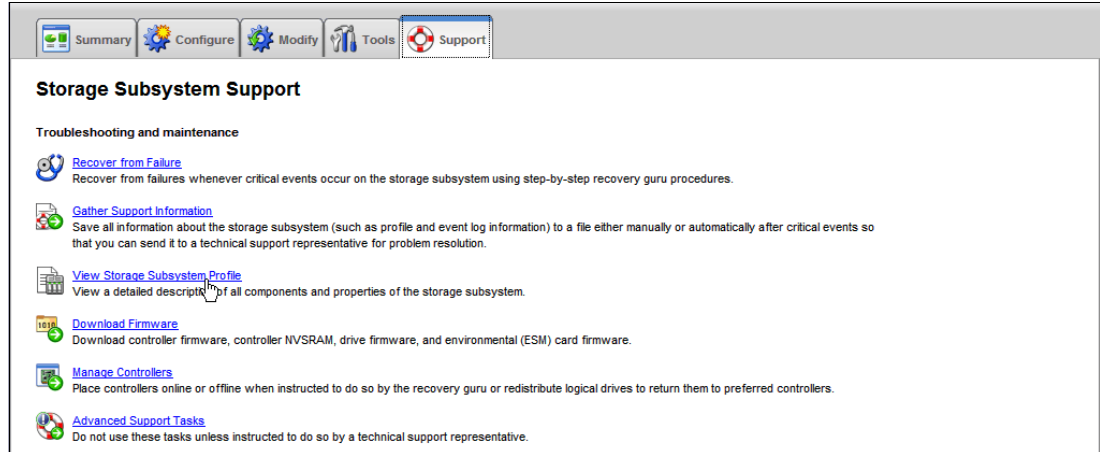 Summary Configure Modify Tools Support
Storage Subsystem Support
Troubleshooting and maintenance
Recover from Failure
Recover from failures whenever critical events occur on the storage subsystem using step-by-step recovery guru procedures.
Gather Support Information
Save all information about the storage subsystem (such as profile and event log information) to a file either manually or automatically after critical events so
that you can send it to a technical support representative for problem resolution.
View Storage Subsystem Profile
View a detailed description of all components and properties of the storage subsystem.
1010
Download Firmware
Download controller firmware, controller NVSRAM, drive firmware, and environmental (ESM) card firmware.
Manage Controllers
Place controllers online or offline when instructed to do so by the recovery guru or redistribute logical drives to return them to preferred controllers.
Advanced Support Tasks
Do not use these tasks unless instructed to do so by a technical support representative.